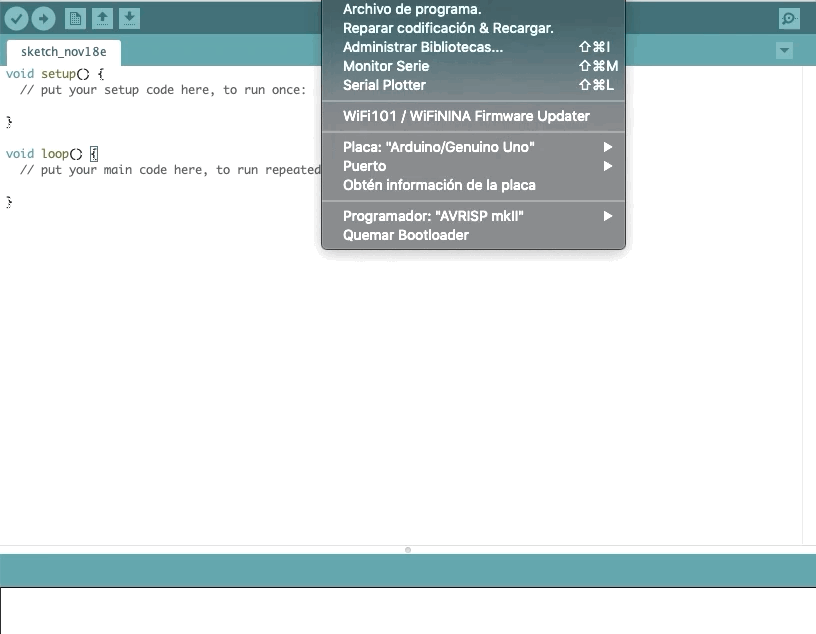 Archivo de programa.
Reparar codificación & Recargar.
Administrar Bibliotecas... ⇧⌘I
Monitor Serie ⇧⌘M
Serial Plotter ⇧⌘L
WiFi101 / WiFiNINA Firmware Updater
Placa: "Arduino/Genuino Uno"
Puerto
Obtén información de la placa
Programador: "AVRISP mkII"
Quemar Bootloader
sketch_nov18e
void setup() {
// put your setup code here, to run once:
}
void loop() {
// put your main code here, to run repeated
}